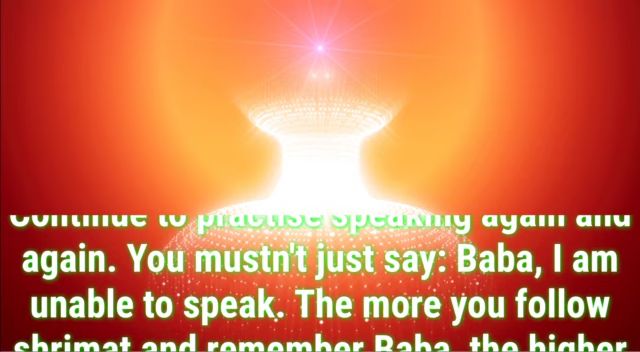 Continue to practise speaking again and
again. You mustn't just say: Baba, I am
unable to speak. The more you follow
shrimat and remember Baba, the higher